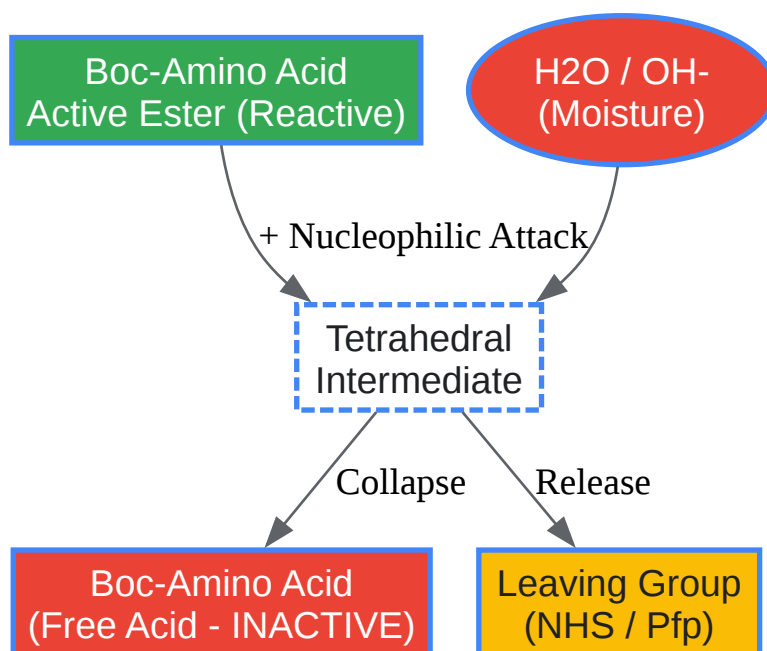 Boc-Amino Acid
Active Ester (Reactive)
H2O / OH-
(Moisture)
+ Nucleophilic Attack
Tetrahedral
Intermediate
Collapse
Release
Boc-Amino Acid
(Free Acid - INACTIVE)
Leaving Group
(NHS / Pfp)